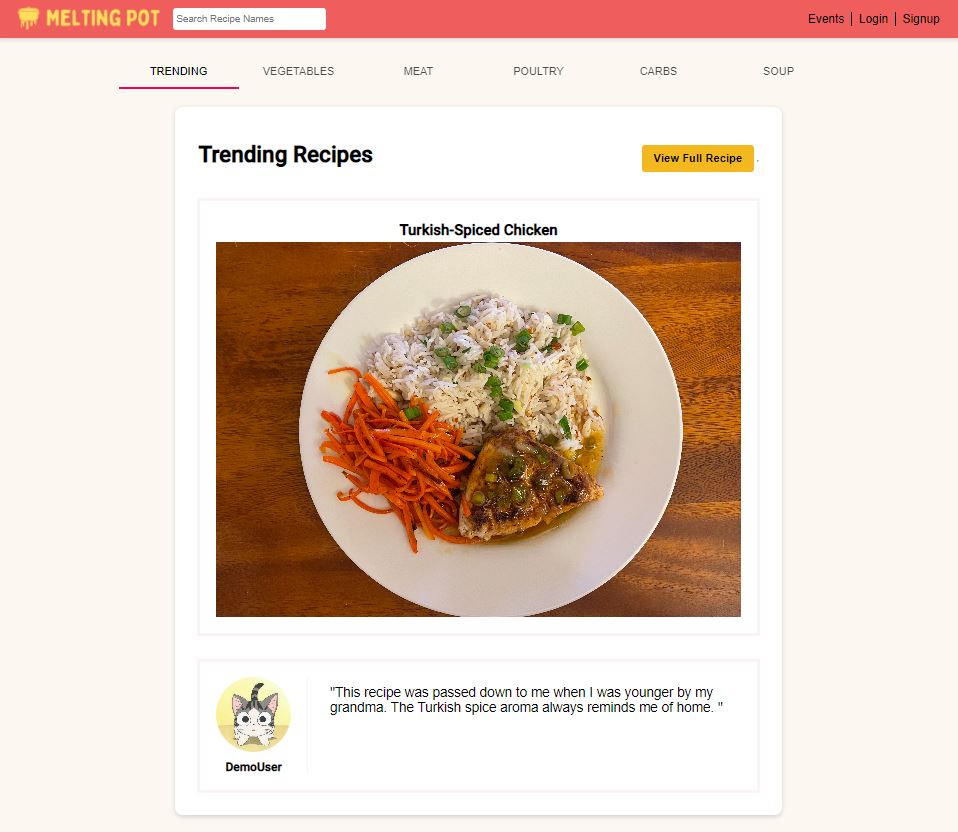 MELTING POT
Search Recipe Names
Events | Login | Signup
TRENDING VEGETABLES MEAT POULTRY CARBS SOUP
Trending Recipes
View Full Recipe .
Turkish-Spiced Chicken
"This recipe was passed down to me when I was younger by my
grandma. The Turkish spice aroma always reminds me of home. "
DemoUser